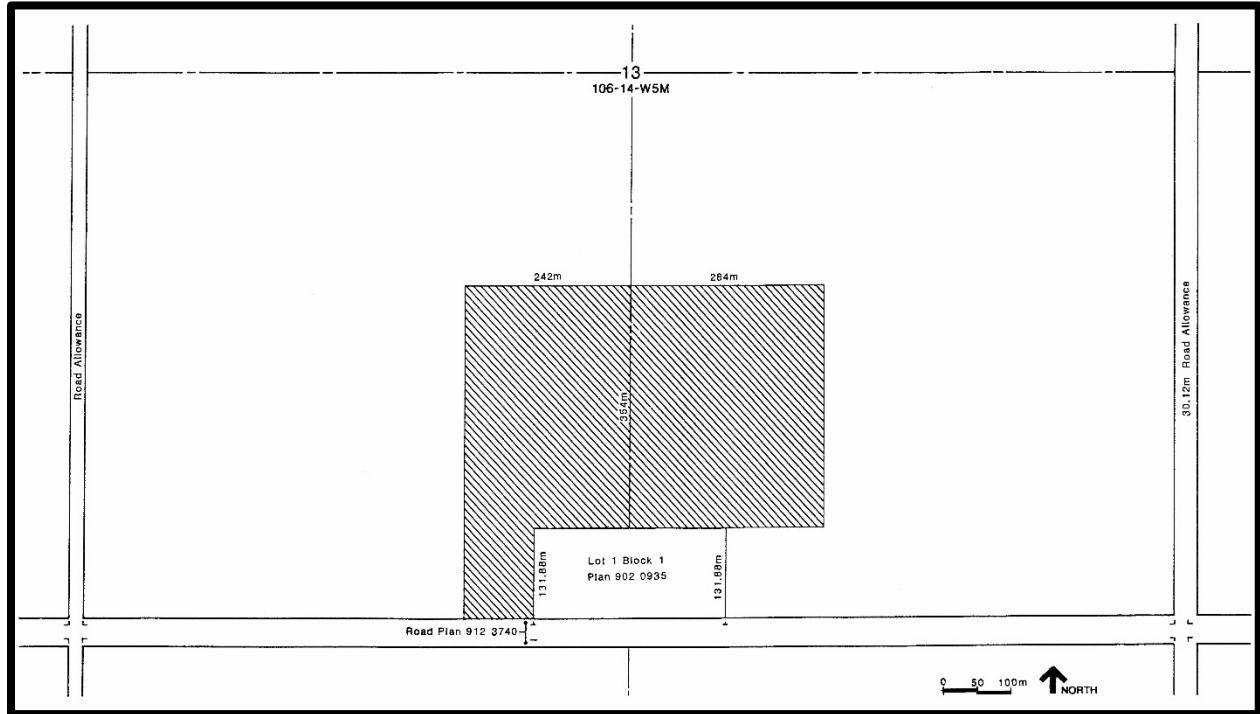 13
106-14-W5M
242m
284m
Road Allowance
354m
30.12m Road Allowance
131.88m
Lot 1 Block 1
Plan 902 0935
131.88m
Road Plan 912 3740
0 50 100m
NORTH